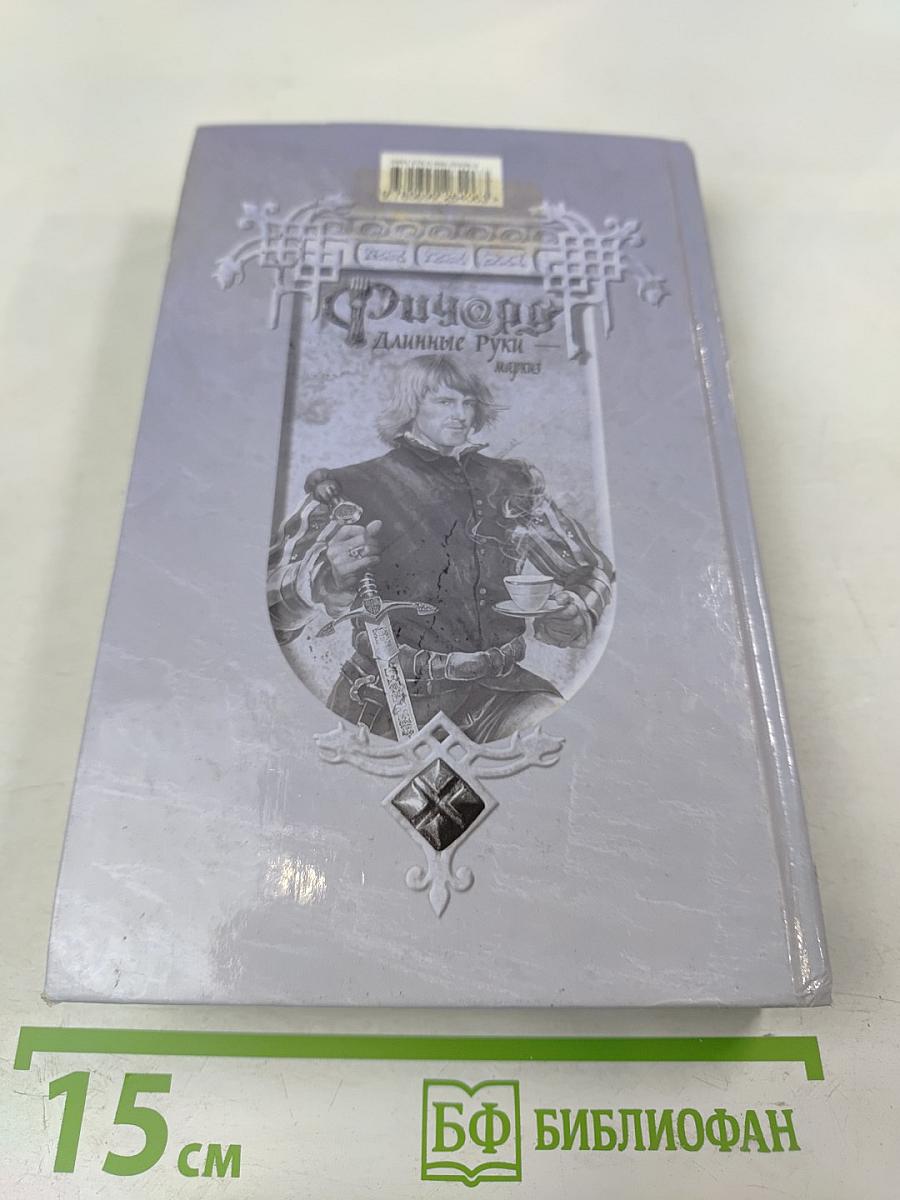 Ричард
Длинные Руки —
маркиз
15 см
БФ БИБЛИОФАН